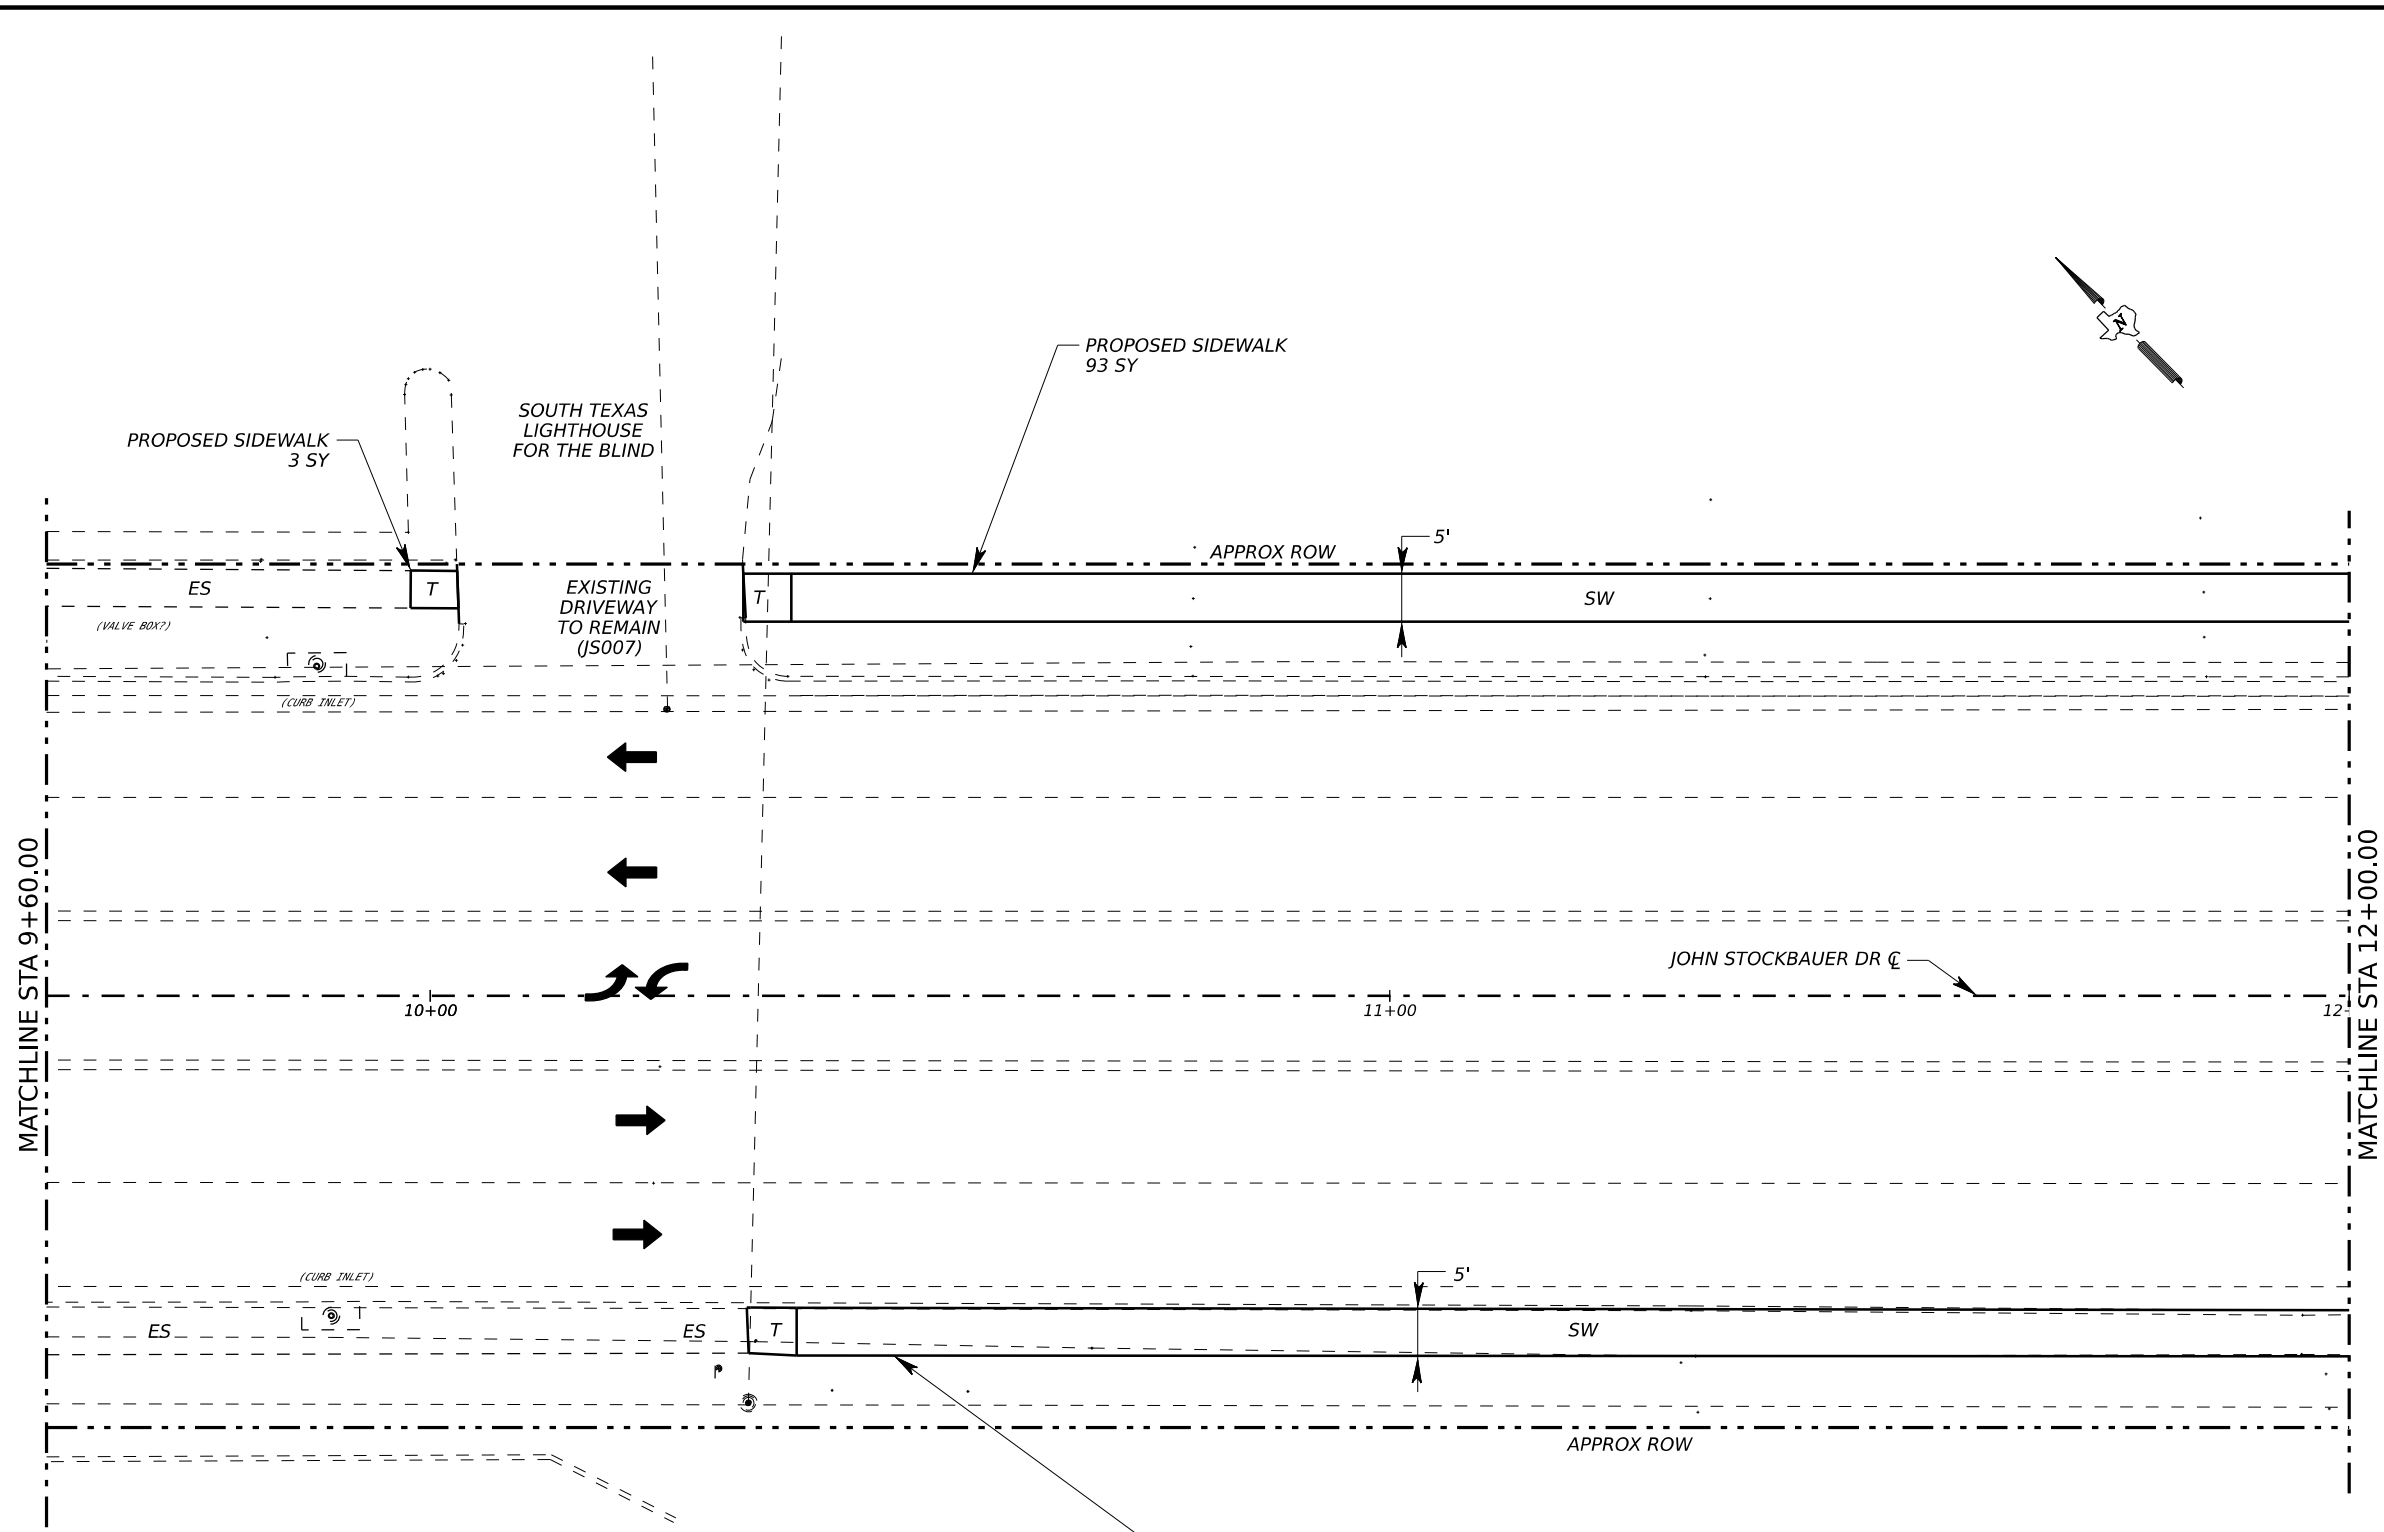 N
PROPOSED SIDEWALK
93 SY
SOUTH TEXAS
LIGHTHOUSE
FOR THE BLIND
PROPOSED SIDEWALK
3 SY
5'
APPROX ROW
ES
T
EXISTING
DRIVEWAY
TO REMAIN
(JS007)
T
SW
(VALVE BOX?)
(CURB INLET)
MATCHLINE STA 9+60.00
MATCHLINE STA 12+00.00
JOHN STOCKBAUER DR ℄
10+00
11+00
12
(CURB INLET)
5'
ES
ES
T
SW
APPROX ROW